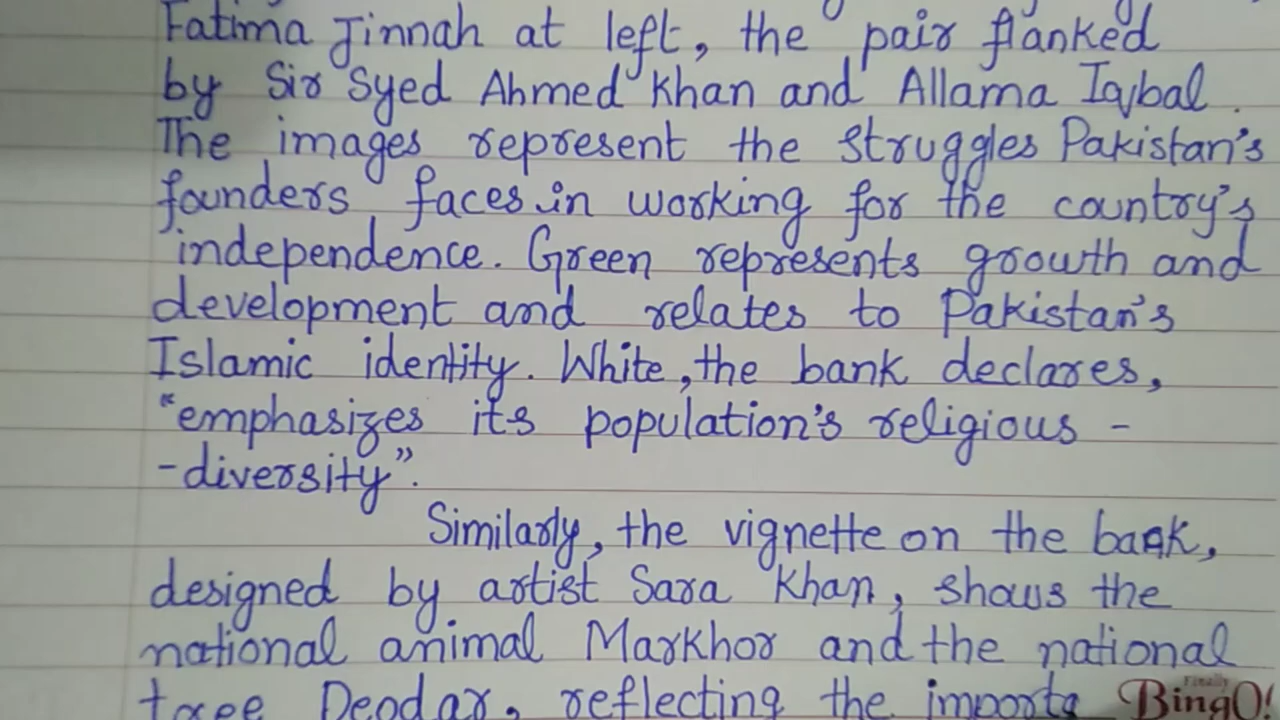 Fatima Jinnah at left, the pair flanked
by Sir Syed Ahmed Khan and Allama Iqbal.
The images represent the struggles Pakistan's
founders faces in working for the country's
independence. Green represents growth and
development and relates to Pakistan's
Islamic identity. White, the bank declares,
"emphasizes its population's religious -
-diversity".
Similarly, the vignette on the back,
designed by artist Sara Khan, shows the
national animal Markhor and the national
tree Deodar, reflecting the importa
Finally
BingO!